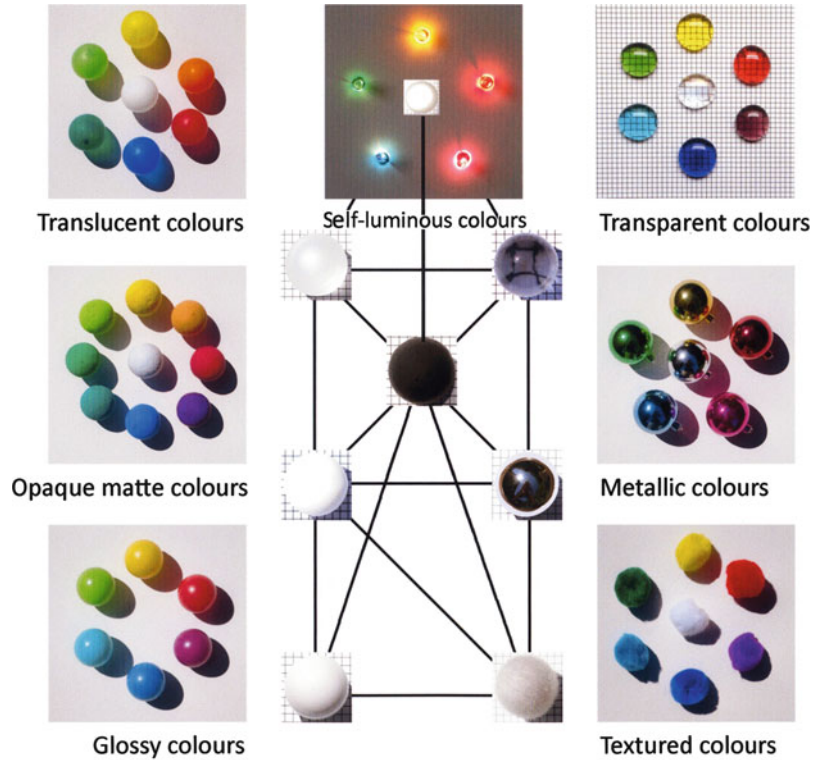 Translucent colours
Self-luminous colours
Transparent colours
Opaque matte colours
Metallic colours
Glossy colours
Textured colours